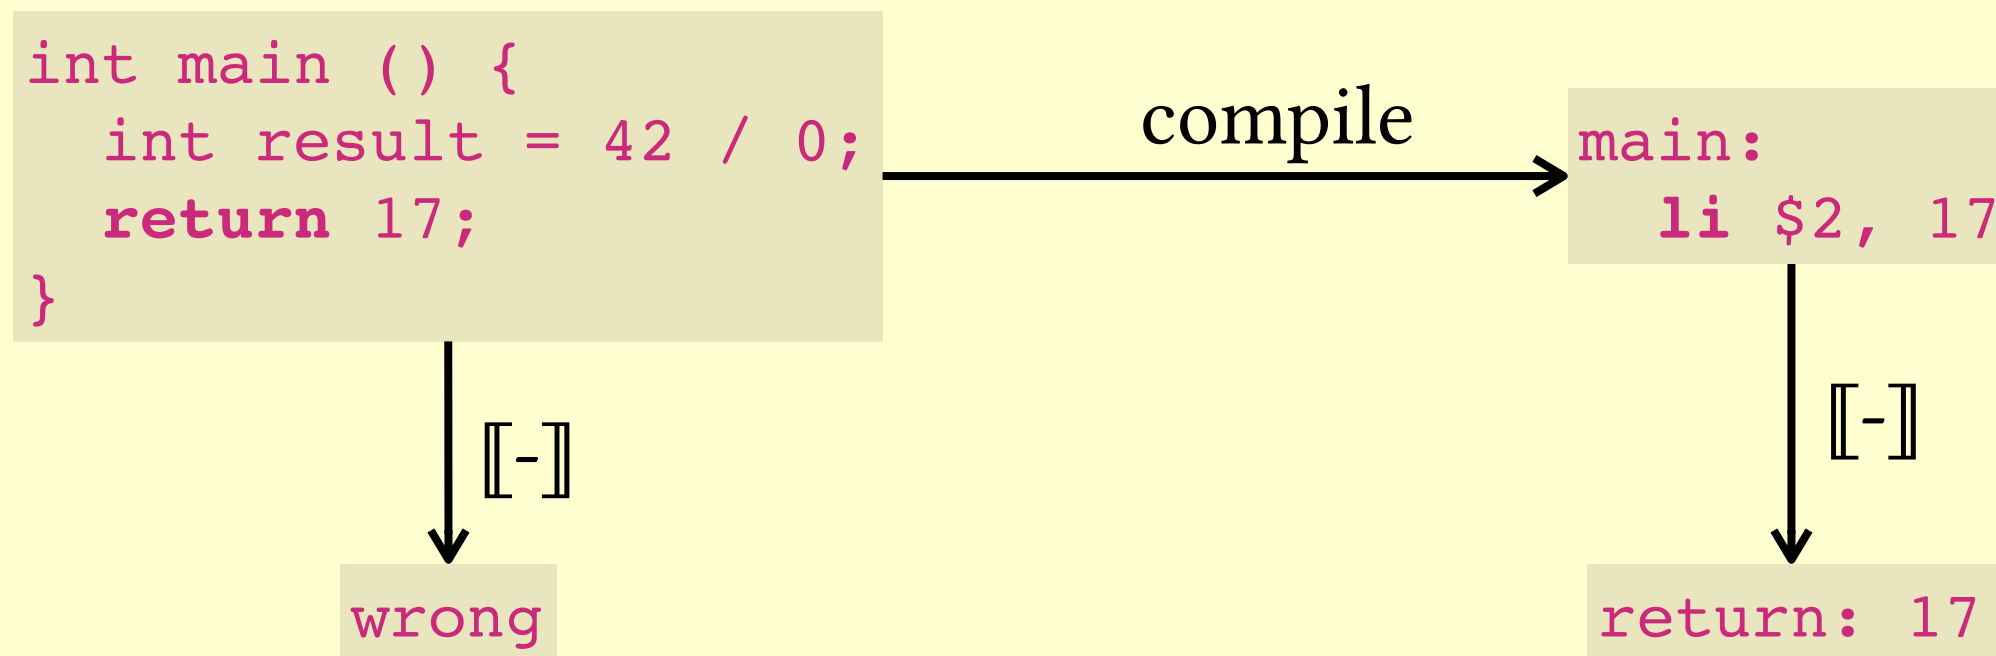 int main () {
  int result = 42 / 0;
  return 17;
}
compile
main:
  li $2, 17
⟦-⟧
⟦-⟧
wrong
return: 17